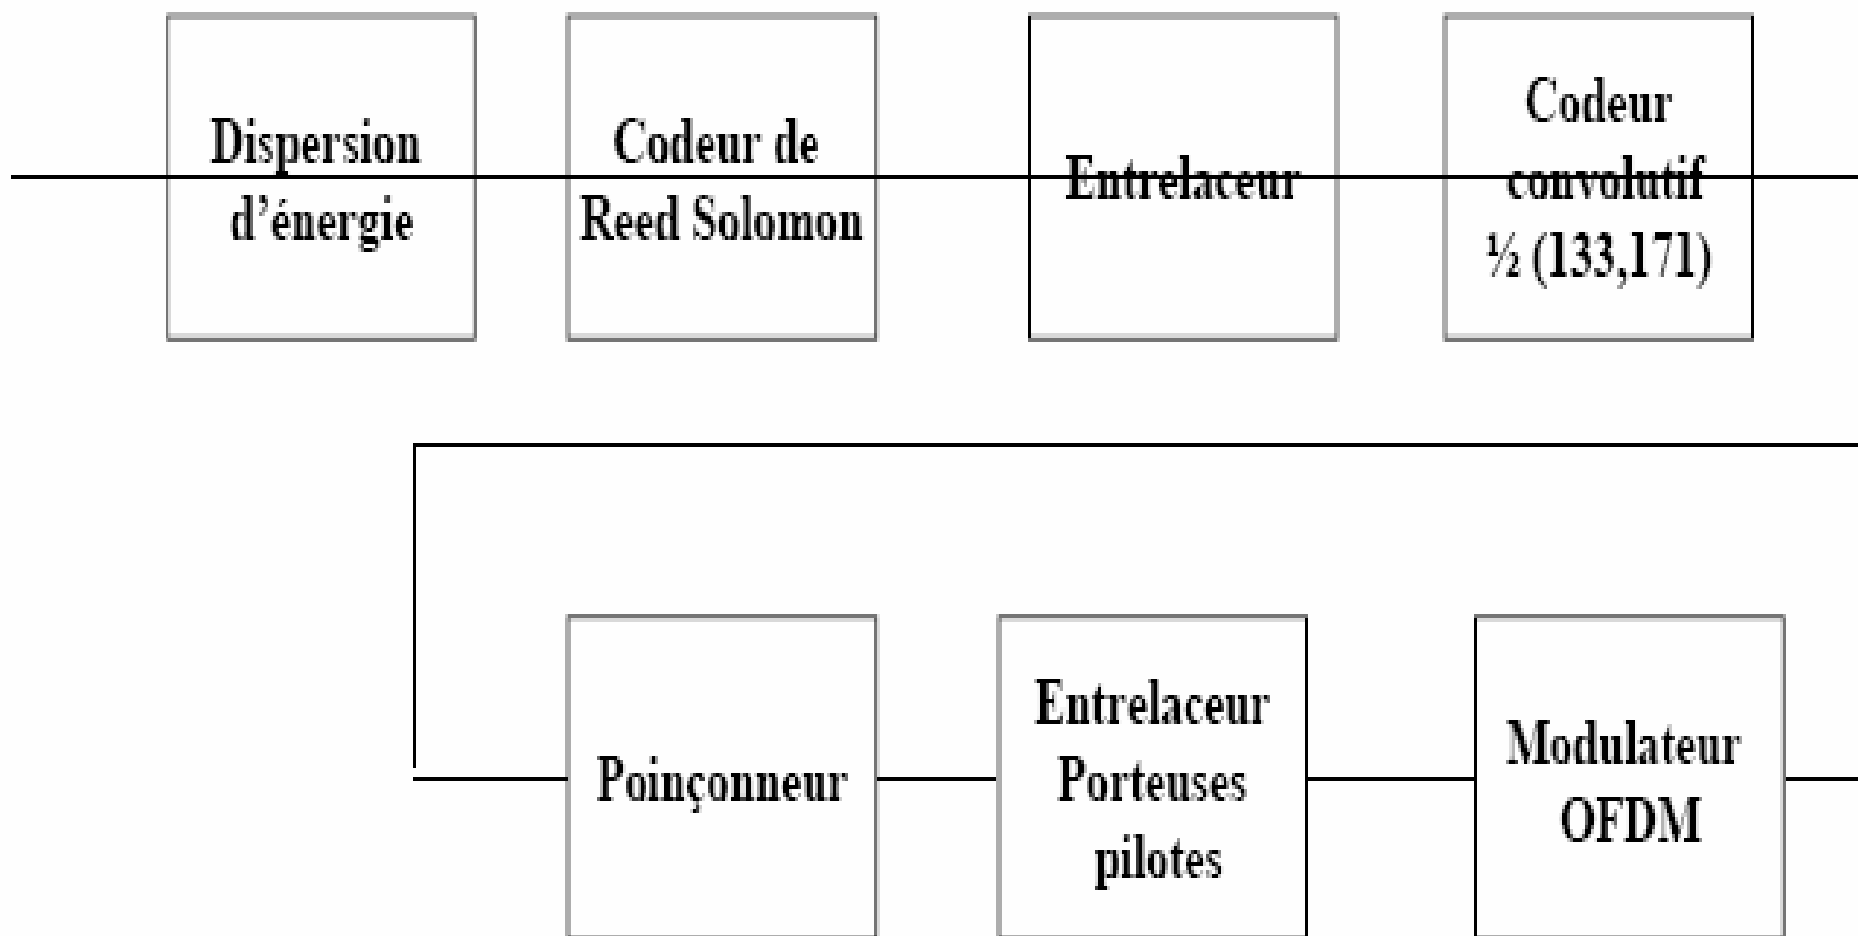 Dispersion
d’énergie
Codeur de
Reed Solomon
Entrelaceur
Codeur
convolutif
½ (133,171)
Poinçonneur
Entrelaceur
Porteuses
pilotes
Modulateur
OFDM